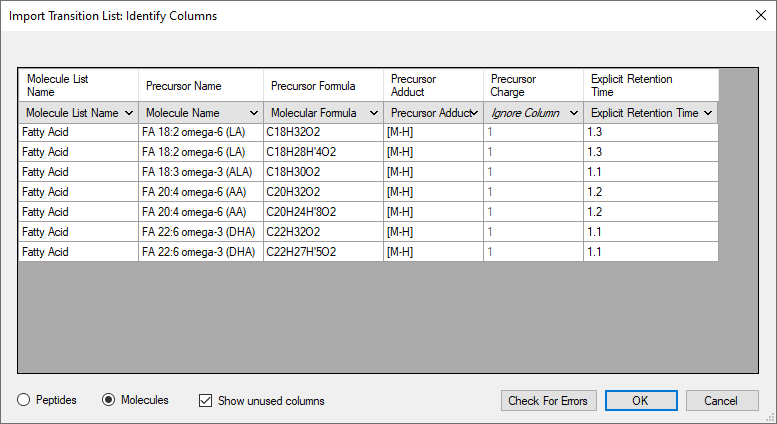 Import Transition List: Identify Columns
Molecule List Name Precursor Name Precursor Formula Precursor Adduct Precursor Charge Explicit Retention Time
Molecule List Name Molecule Name Molecular Formula Precursor Adduct Ignore Column Explicit Retention Time
Fatty Acid FA 18:2 omega-6 (LA) C18H32O2 [M-H] 1 1.3
Fatty Acid FA 18:2 omega-6 (LA) C18H28H'4O2 [M-H] 1 1.3
Fatty Acid FA 18:3 omega-3 (ALA) C18H30O2 [M-H] 1 1.1
Fatty Acid FA 20:4 omega-6 (AA) C20H32O2 [M-H] 1 1.2
Fatty Acid FA 20:4 omega-6 (AA) C20H24H'8O2 [M-H] 1 1.2
Fatty Acid FA 22:6 omega-3 (DHA) C22H32O2 [M-H] 1 1.1
Fatty Acid FA 22:6 omega-3 (DHA) C22H27H'5O2 [M-H] 1 1.1
Peptides Molecules Show unused columns Check For Errors OK Cancel